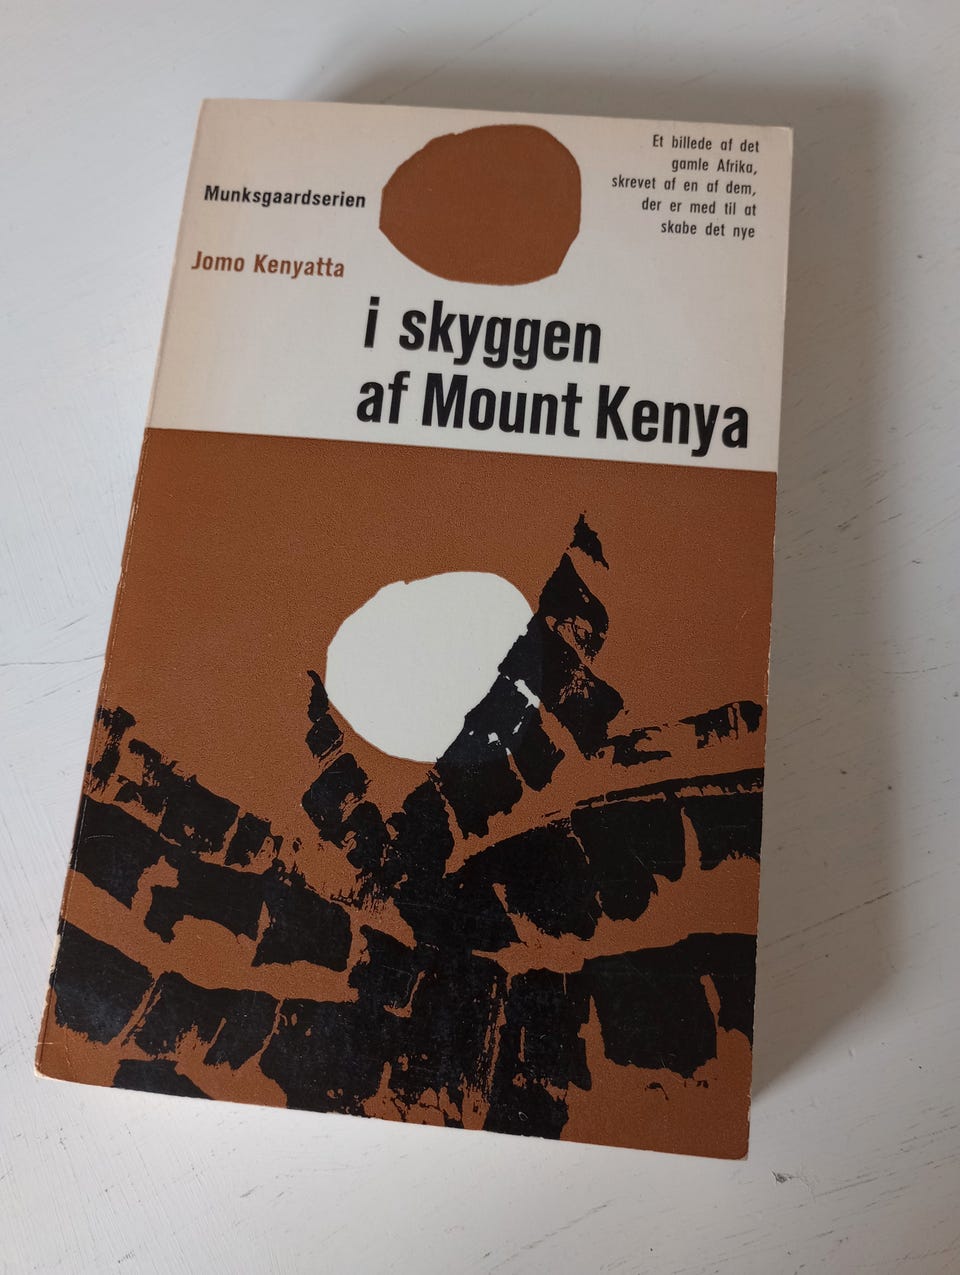 Munksgaardserien
Et billede af det
gamle Afrika,
skrevet af en af dem,
der er med til at
skabe det nye
Jomo Kenyatta
i skyggen
af Mount Kenya